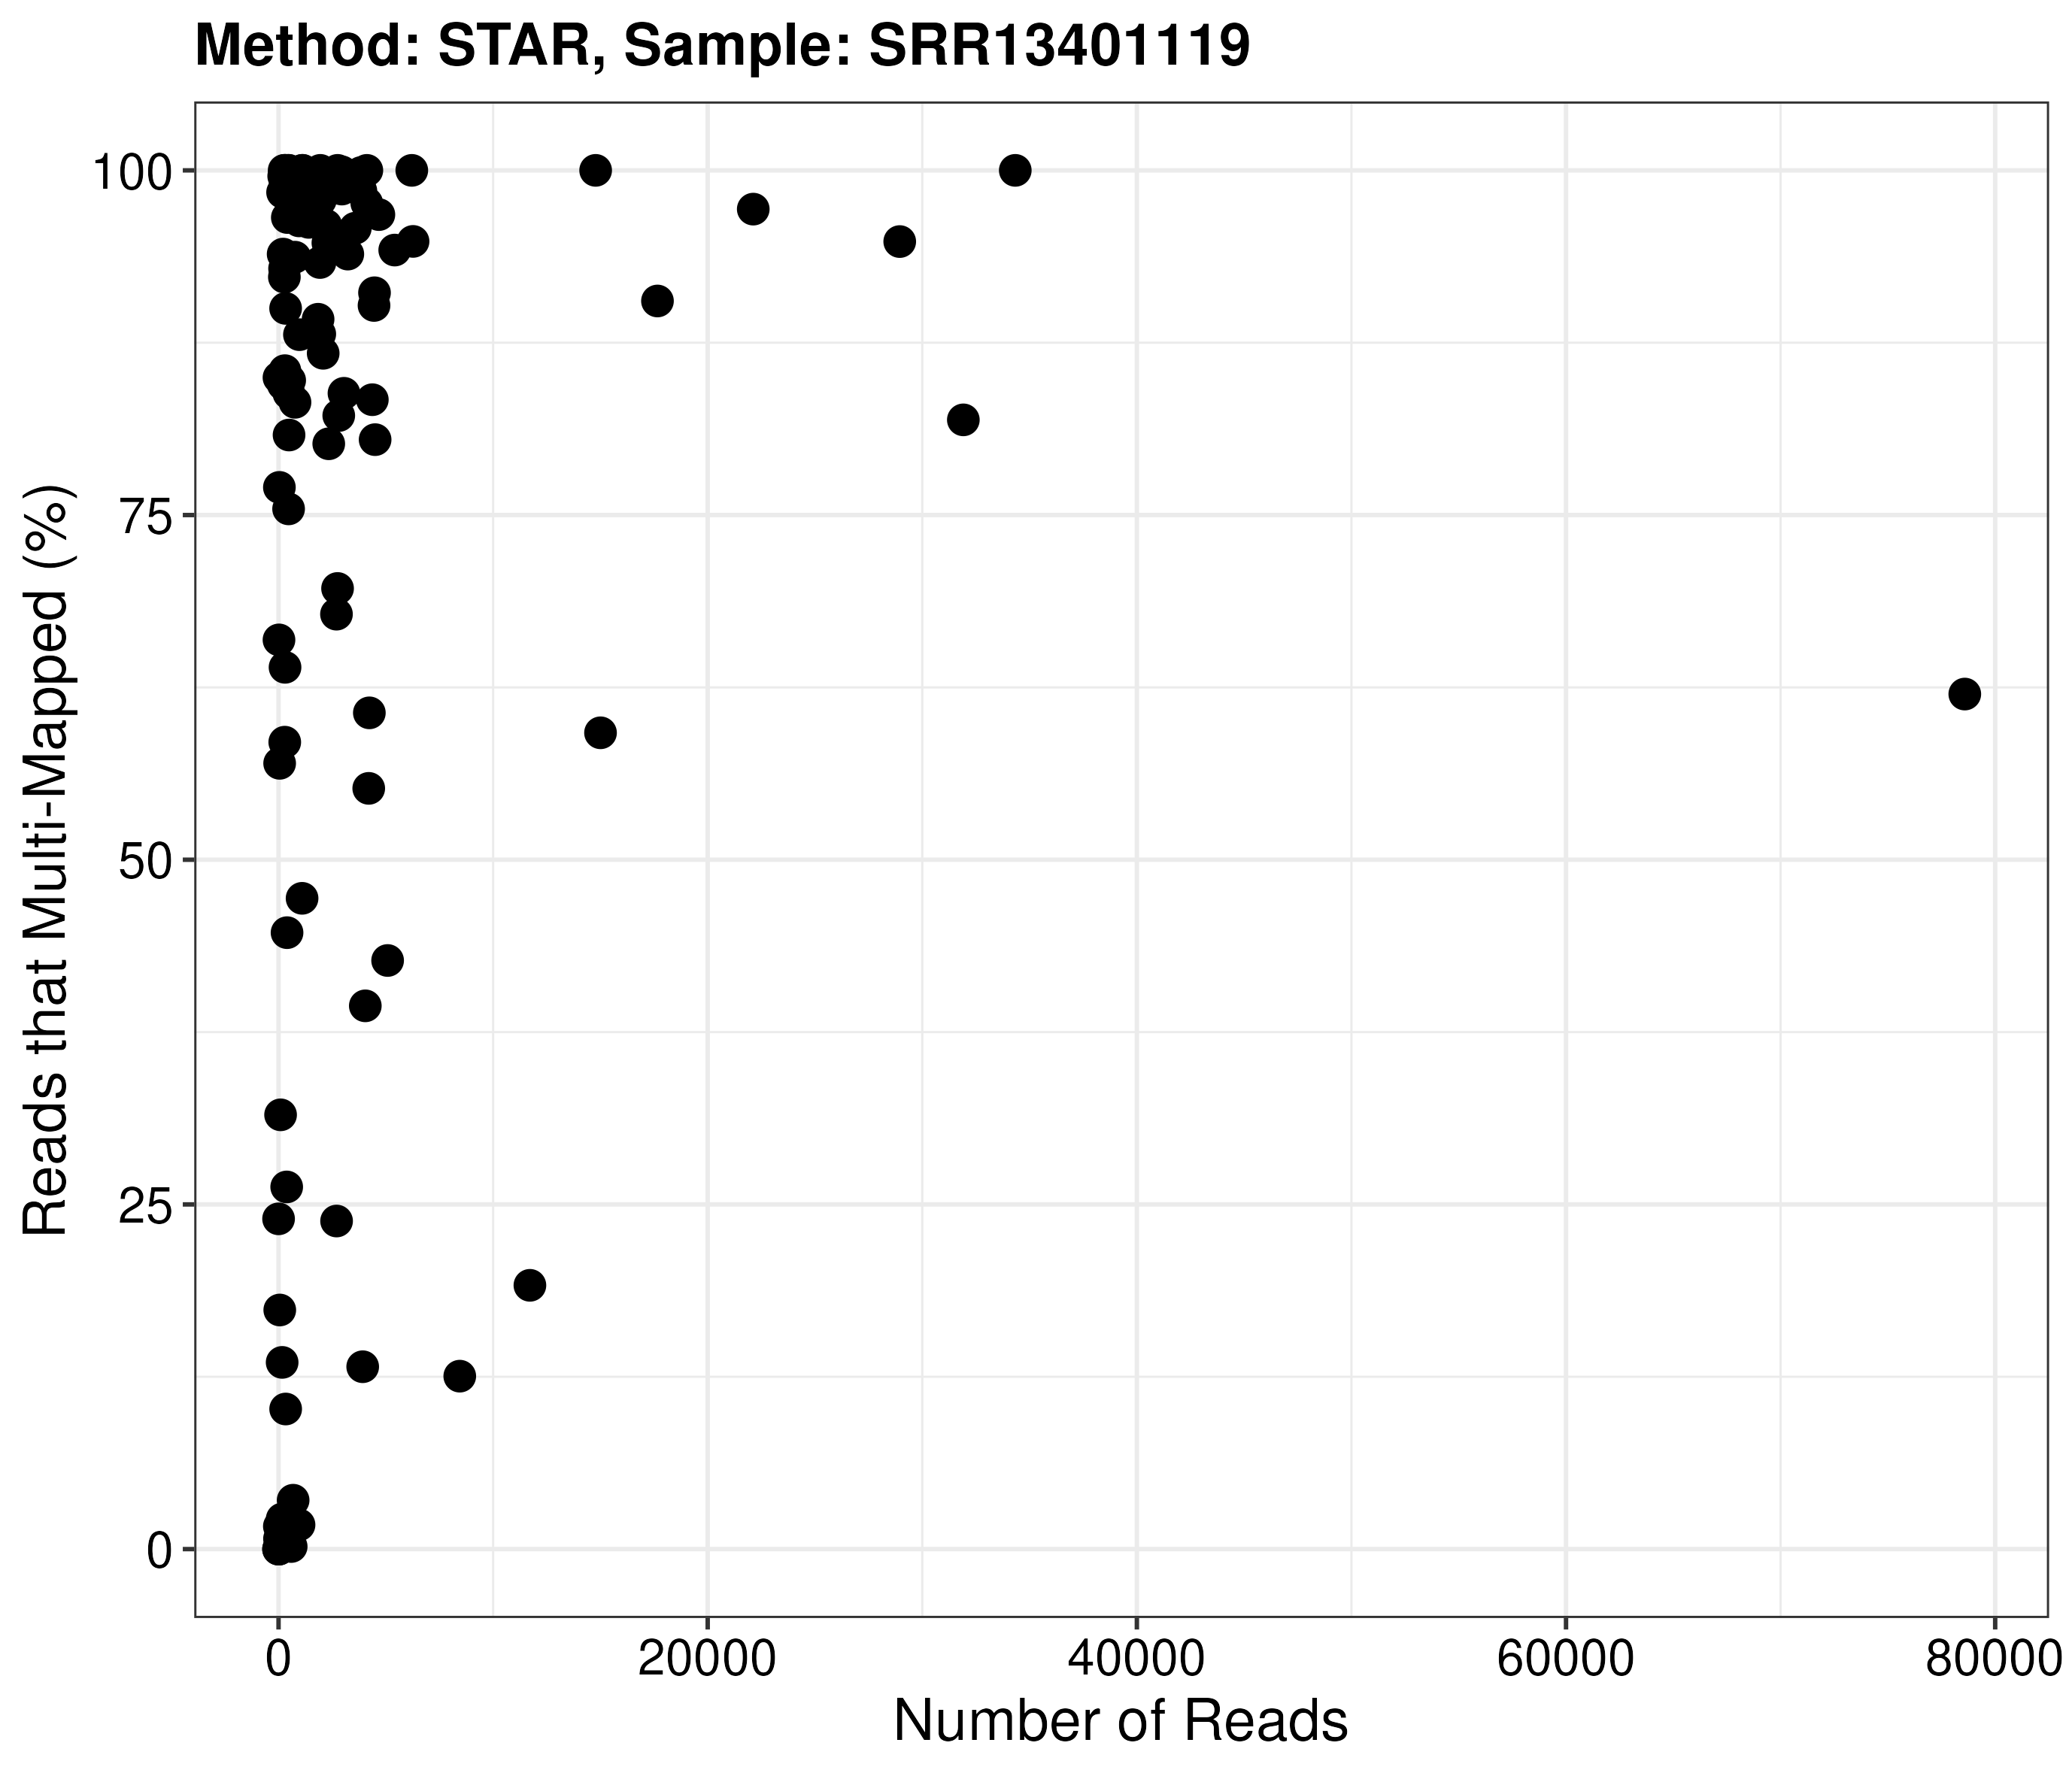 Method: STAR, Sample: SRR13401119
Reads that Multi-Mapped (%)
100
75
50
25
0
0 20000 40000 60000 80000
Number of Reads